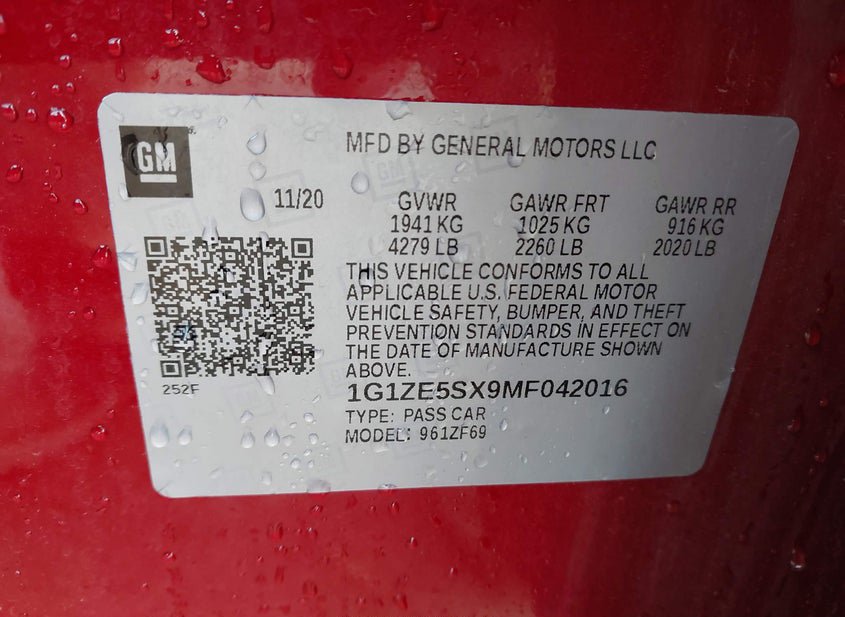 GM
MFD BY GENERAL MOTORS LLC
11/20 GVWR GAWR FRT GAWR RR
1941 KG 1025 KG 916 KG
4279 LB 2260 LB 2020 LB
THIS VEHICLE CONFORMS TO ALL
APPLICABLE U.S. FEDERAL MOTOR
VEHICLE SAFETY, BUMPER, AND THEFT
PREVENTION STANDARDS IN EFFECT ON
THE DATE OF MANUFACTURE SHOWN
ABOVE.
252F
1G1ZE5SX9MF042016
TYPE: PASS CAR
MODEL: 961ZF69